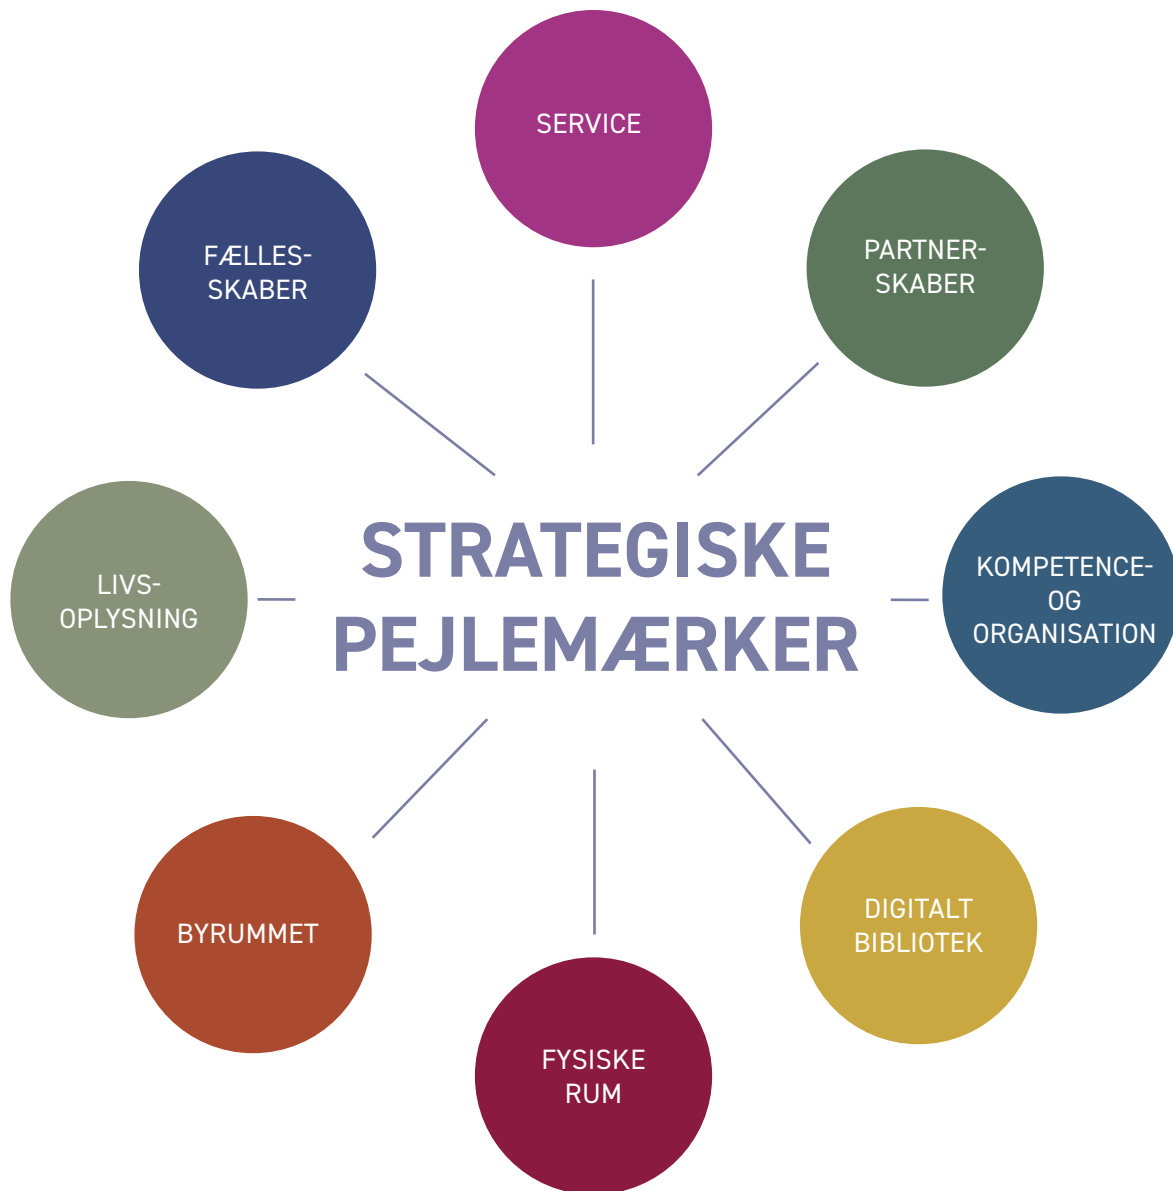 SERVICE
FÆLLES-
SKABER
PARTNER-
SKABER
STRATEGISKE
PEJLEMÆRKER
LIVS-
OPLYSNING
KOMPETENCE-
OG
ORGANISATION
BYRUMMET
DIGITALT
BIBLIOTEK
FYSISKE
RUM